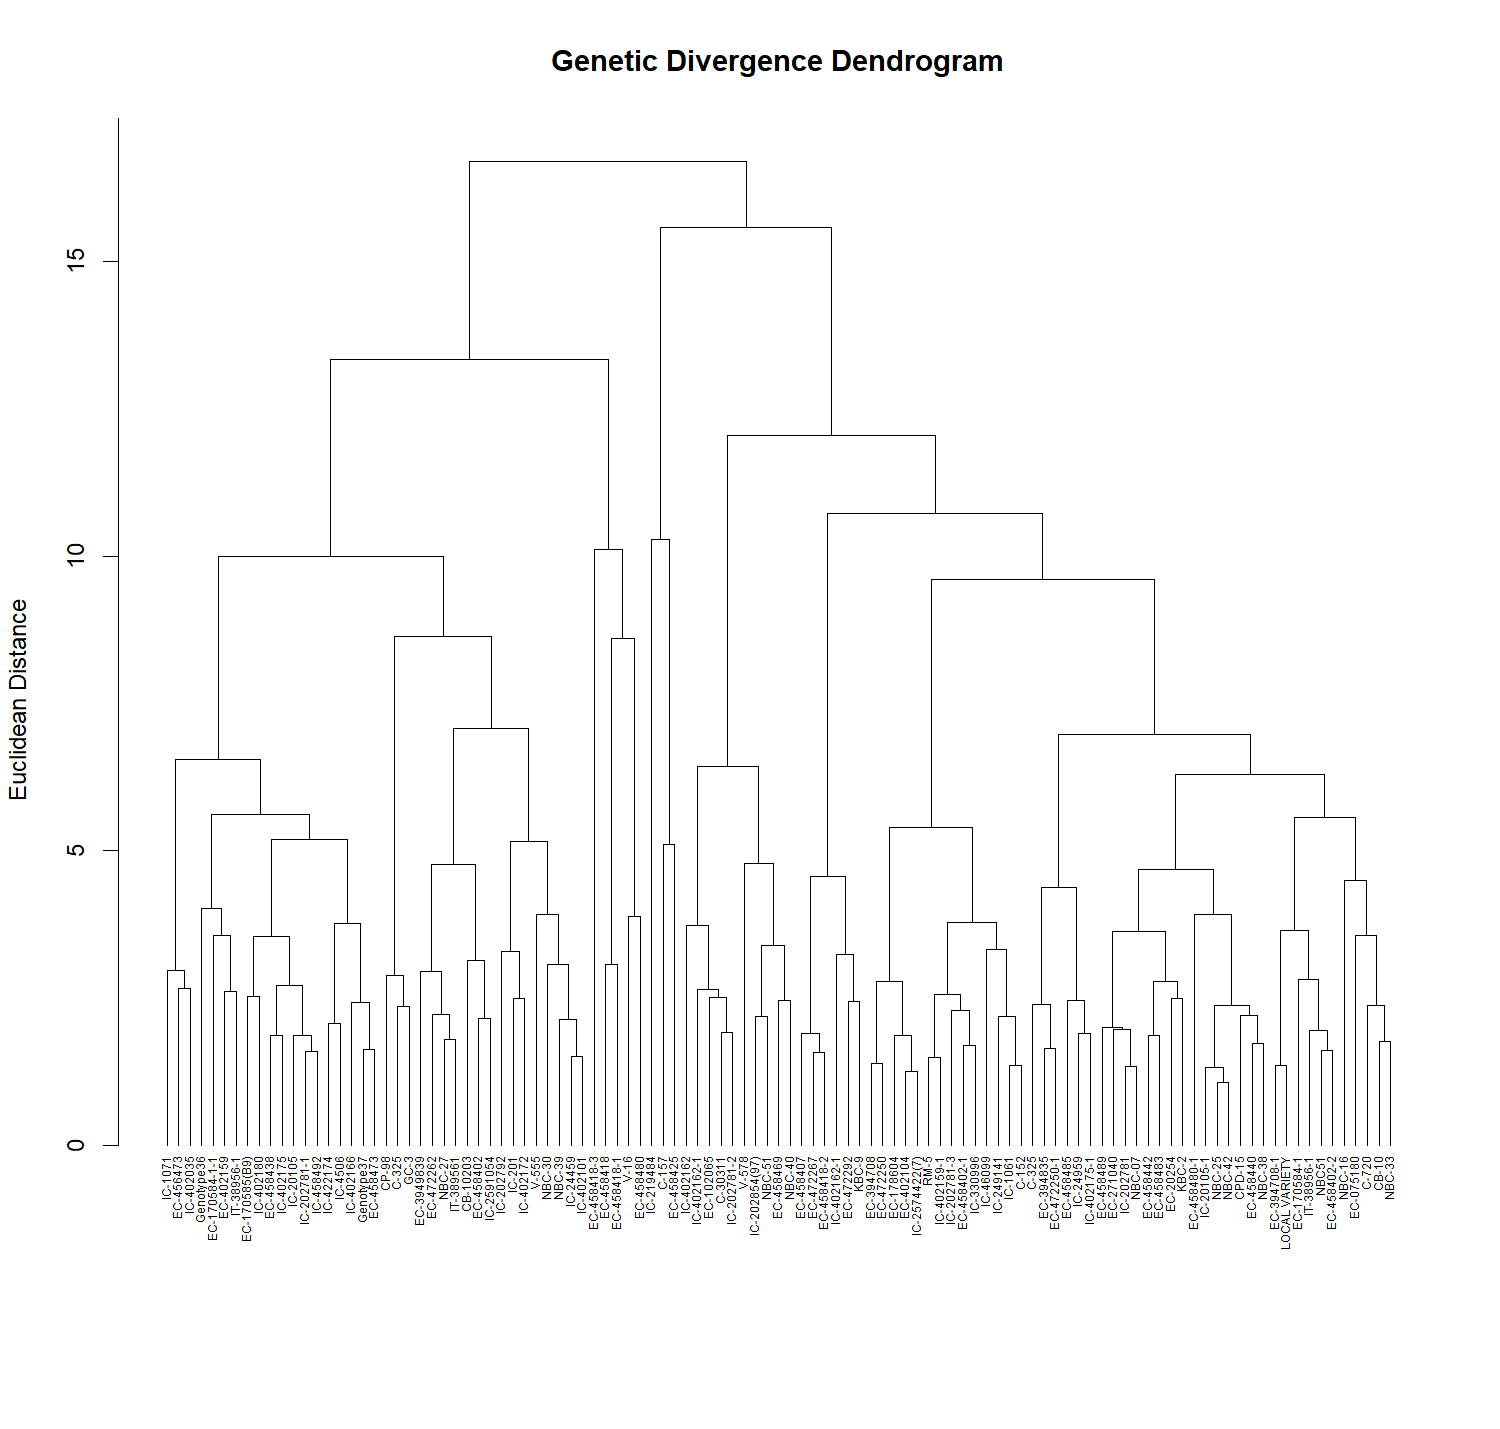 Genetic Divergence Dendrogram
Euclidean Distance
15
10
5
0
IC-1071
EC-456473
IC-402035
Genotype36
EC-170584-1-1
EC-402159
IT-38956-1
EC-170585(B9)
IC-402180
EC-458438
IC-402175
IC-20105
IC-202781-1
IC-458492
IC-422174
IC-4506
IC-402166
Genotype37
EC-458473
CP-98
C-325
GC-3
EC-39483​9
EC-472262
NBC-27
IT-389561
CB-10203
EC-458402
IC-2591054
IC-202792
IC-201
IC-402172
V-585
NBC-30
NBC-39
IC-24459
IC-402101
EC-458418-3
EC-458418
EC-458418-1
V-16
EC-458480
IC-219484
C-157
EC-458425
IC-402162
IC-402162-1
EC-1020065
C-30311
IC-202781-2
V-578
IC-202854(97)
NBC-51
EC-458469
NBC-40
EC-458407
EC-472267
EC-458418-2
IC-402162-1
EC-472292
KBC-9
EC-394708
EC-472250
EC-178604
EC-402104
IC-2574422(7)
RM-5
IC-402159-1
IC-202781-3
EC-458402-1
IC-330996
IC-46099
IC-249141
IC-1061
C-152
C-325
EC-394835
EC-472250-1
EC-458485
IC-24959
IC-402175-1
EC-458489
EC-271040
IC-202781
NBC-07
EC-458442
EC-458483
EC-20254
KBC-2
EC-458480-1
IC-20105-1
NBC-25
NBC-42
CPD-15
EC-458440
NBC-38
EC-394708-1
LOCAL VARIETY
EC-170584-1
IT-38956-1
NBC51
EC-458402-2
NBC-16
EC-075180
C-720
CB-10
NBC-33